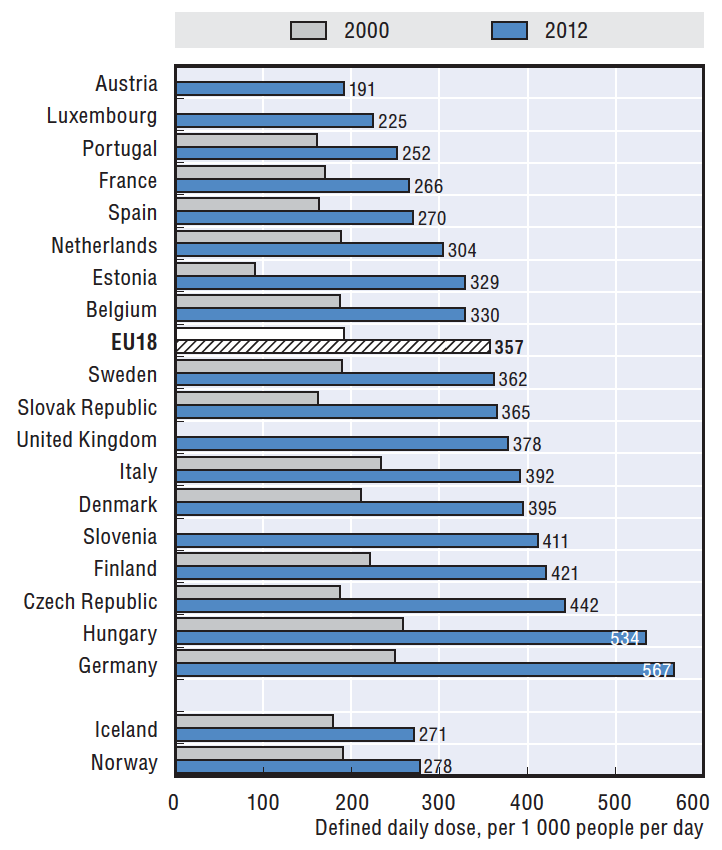 2000 2012
Austria 191
Luxembourg 225
Portugal 252
France 266
Spain 270
Netherlands 304
Estonia 329
Belgium 330
EU18 357
Sweden 362
Slovak Republic 365
United Kingdom 378
Italy 392
Denmark 395
Slovenia 411
Finland 421
Czech Republic 442
Hungary 534
Germany 567
Iceland 271
Norway 278
0 100 200 300 400 500 600
Defined daily dose, per 1 000 people per day